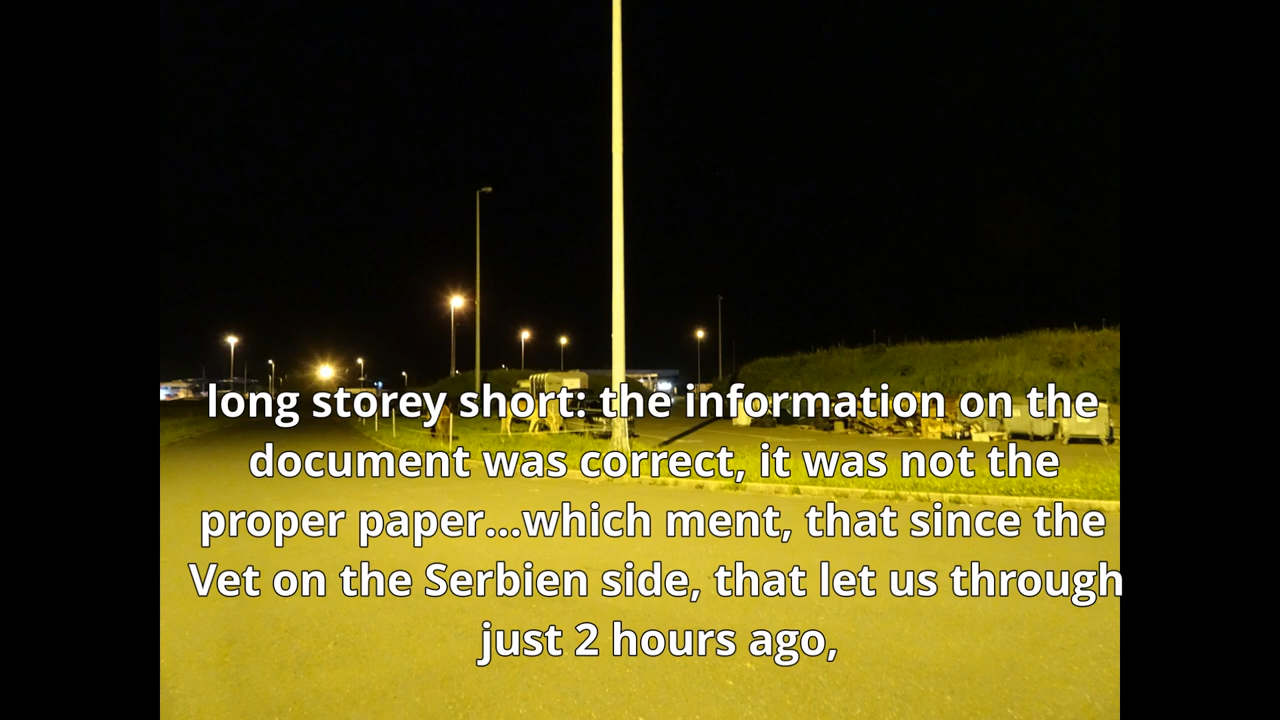 long storey short: the information on the
document was correct, it was not the
proper paper...which ment, that since the
Vet on the Serbien side, that let us through
just 2 hours ago,